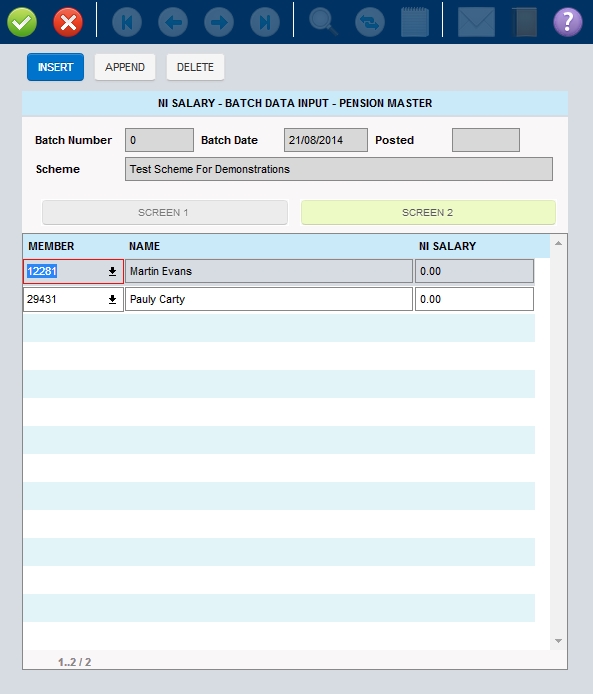 ?
INSERT APPEND DELETE
NI SALARY - BATCH DATA INPUT - PENSION MASTER
Batch Number 0 Batch Date 21/08/2014 Posted
Scheme Test Scheme For Demonstrations
SCREEN 1 SCREEN 2
MEMBER NAME NI SALARY
12281 Martin Evans 0.00
29431 Pauly Carty 0.00
1..2 / 2